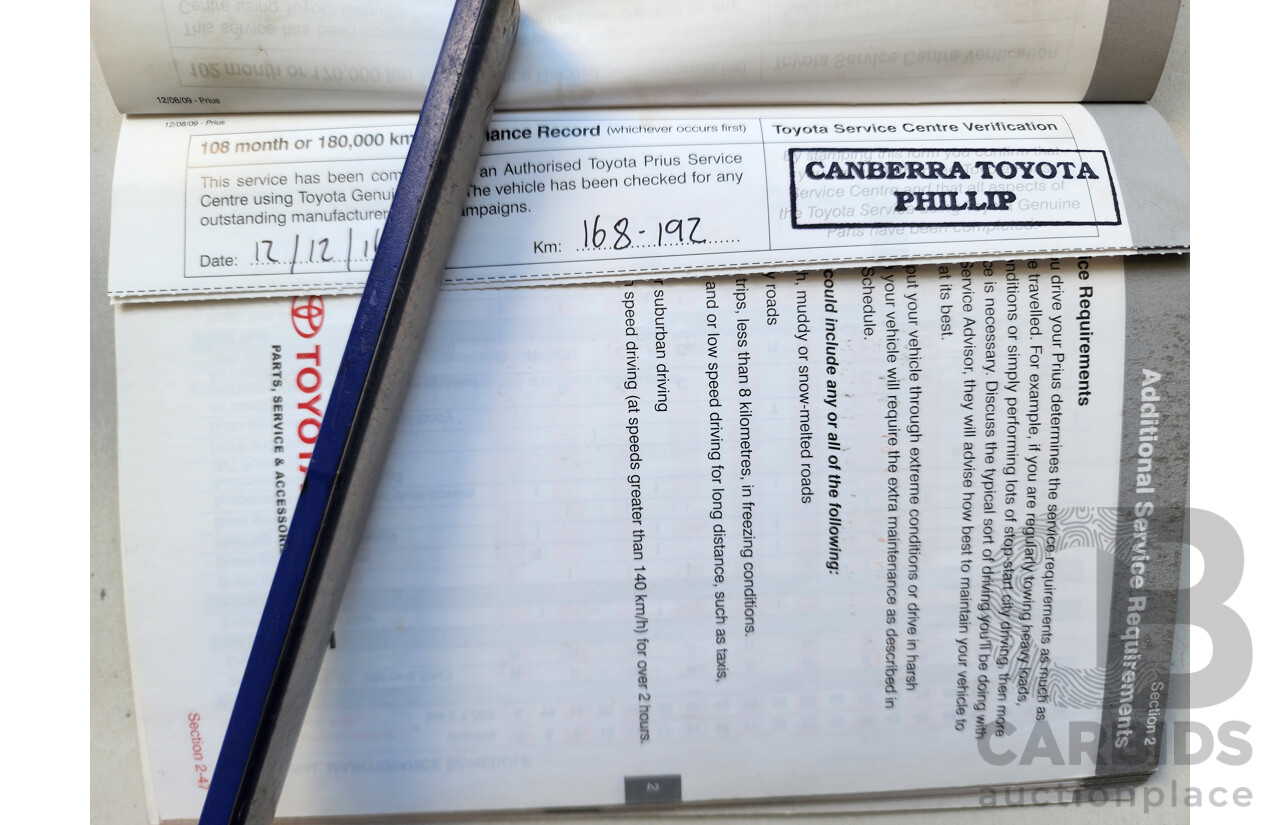 12/08/09 - Prius
12/08/09 - Prius
108 month or 180,000 km
ance Record (whichever occurs first)
This service has been com
an Authorised Toyota Prius Service
Centre using Toyota Genui
The vehicle has been checked for any
outstanding manufacturer
mpaigns.
Date: 12/12/1
Km: 168-192
Toyota Service Centre Verification
By stamping this form you confirm that
Service Centre and that all aspects of
the Toyota Service using Toyota Genuine
Parts have been completed.
CANBERRA TOYOTA
PHILLIP
Section 2
Additional Service Requirements
ce Requirements
u drive your Prius determines the service requirements as much as
e travelled. For example, if you are regularly towing heavy loads,
nditions or simply performing lots of stop-start city driving, then more
ce is necessary. Discuss the typical sort of driving you'll be doing with
Service Advisor, they will advise how best to maintain your vehicle to
at its best.
put your vehicle through extreme conditions or drive in harsh
your vehicle will require the extra maintenance as described in
Schedule.
could include any or all of the following:
h, muddy or snow-melted roads
y roads
trips, less than 8 kilometres, in freezing conditions.
and or low speed driving for long distance, such as taxis,
r suburban driving
speed driving (at speeds greater than 140 km/h) for over 2 hours.
2
TOYOTA
PARTS, SERVICE & ACCESSORI
Section 2-47
CARBIDS
auctionplace